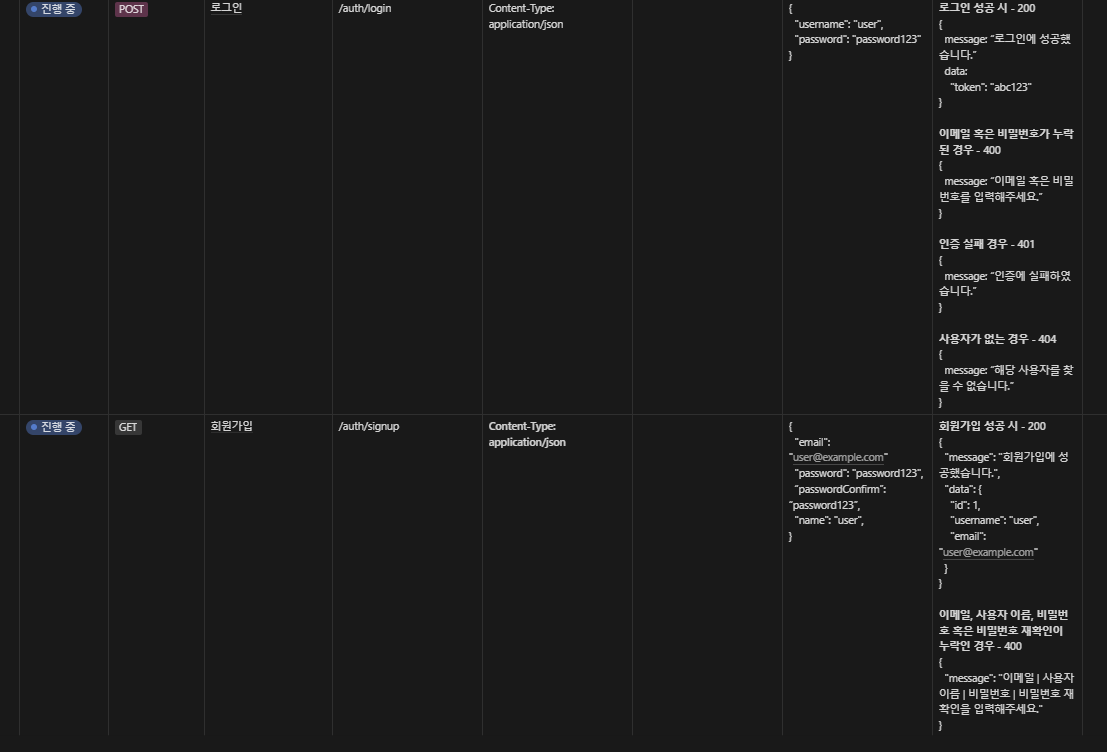 진행 중
POST
로그인
/auth/login
Content-Type:
application/json
{
"username": "user",
"password": "password123"
}
로그인 성공 시 - 200
{
message: "로그인에 성공했
습니다."
data:
"token": "abc123"
}
이메일 혹은 비밀번호가 누락
된 경우 - 400
{
message: "이메일 혹은 비밀
번호를 입력해주세요."
}
인증 실패 경우 - 401
{
message: "인증에 실패하였
습니다."
}
사용자가 없는 경우 - 404
{
message: "해당 사용자를 찾
을 수 없습니다."
}
진행 중
GET
회원가입
/auth/signup
Content-Type:
application/json
{
"email":
"user@example.com"
"password": "password123",
"passwordConfirm":
"password123",
"name": "user",
}
회원가입 성공 시 - 200
{
"message": "회원가입에 성
공했습니다.",
"data": {
"id": 1,
"username": "user",
"email":
"user@example.com"
}
}
이메일, 사용자 이름, 비밀번
호 혹은 비밀번호 재확인이
누락인 경우 - 400
{
"message": "이메일 | 사용자
이름 | 비밀번호 | 비밀번호 재
확인을 입력해주세요."
}